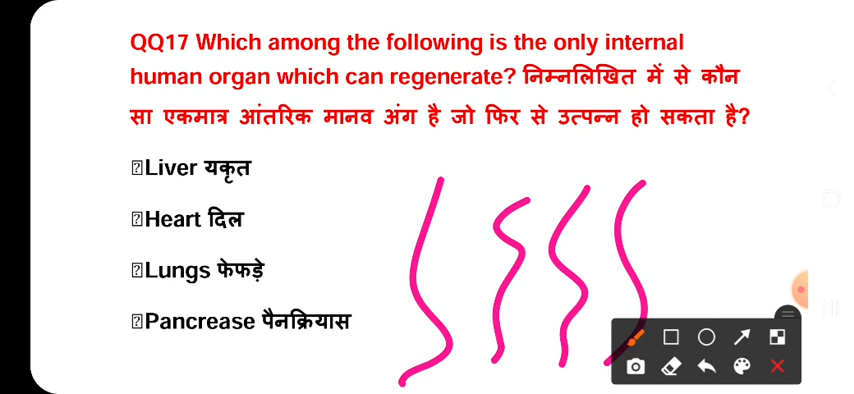 QQ17 Which among the following is the only internal
human organ which can regenerate? निम्नलिखित में से कौन
सा एकमात्र आंतरिक मानव अंग है जो फिर से उत्पन्न हो सकता है?
Liver यकृत
Heart दिल
Lungs फेफड़े
Pancrease पैनक्रियास